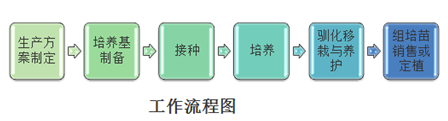 生产方
案制定
培养基
制备
接种
培养
驯化移
栽与养
护
组培苗
销售或
定植
工作流程图